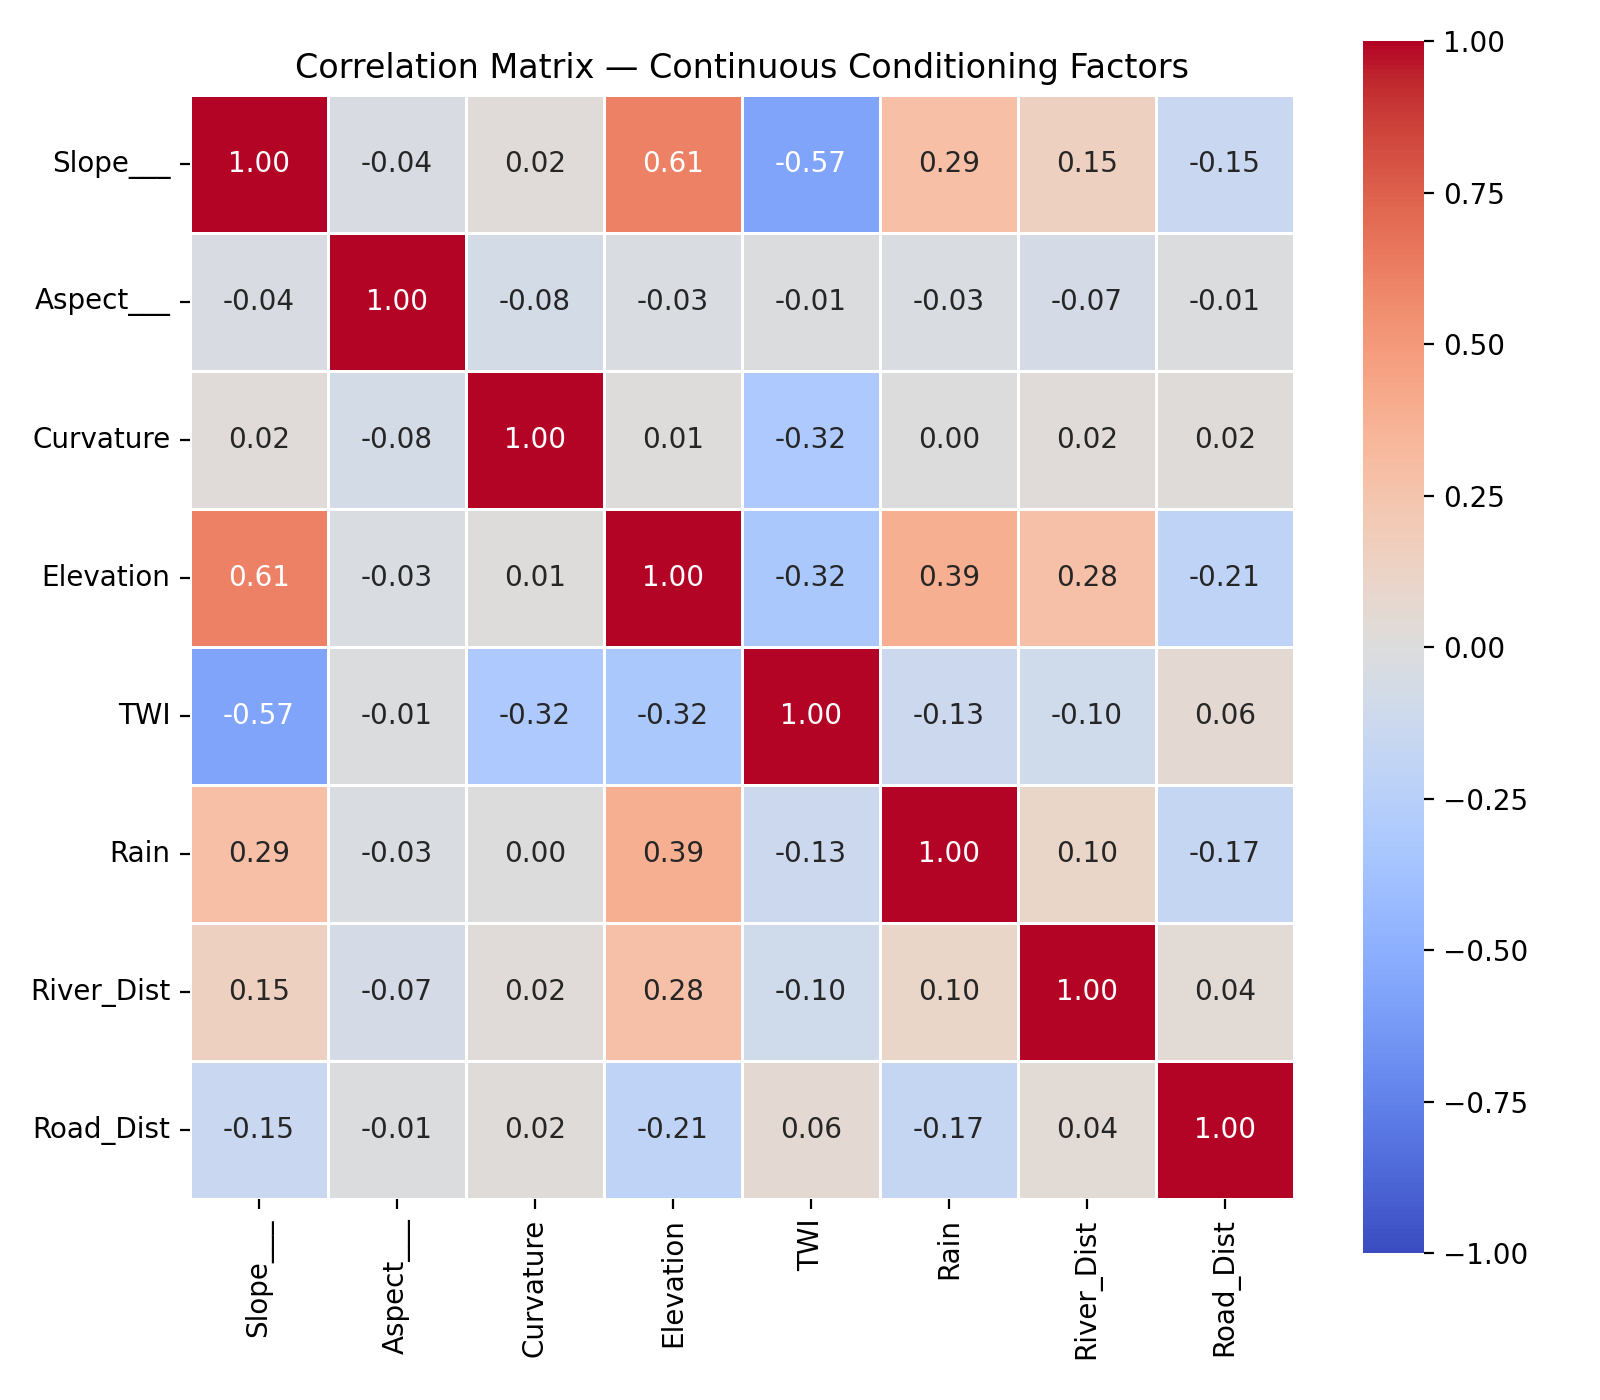 Correlation Matrix — Continuous Conditioning Factors
Slope___ 1.00 -0.04 0.02 0.61 -0.57 0.29 0.15 -0.15
Aspect___ -0.04 1.00 -0.08 -0.03 -0.01 -0.03 -0.07 -0.01
Curvature 0.02 -0.08 1.00 0.01 -0.32 0.00 0.02 0.02
Elevation 0.61 -0.03 0.01 1.00 -0.32 0.39 0.28 -0.21
TWI -0.57 -0.01 -0.32 -0.32 1.00 -0.13 -0.10 0.06
Rain 0.29 -0.03 0.00 0.39 -0.13 1.00 0.10 -0.17
River_Dist 0.15 -0.07 0.02 0.28 -0.10 0.10 1.00 0.04
Road_Dist -0.15 -0.01 0.02 -0.21 0.06 -0.17 0.04 1.00
Slope___ Aspect___ Curvature Elevation TWI Rain River_Dist Road_Dist
1.00
0.75
0.50
0.25
0.00
−0.25
−0.50
−0.75
−1.00